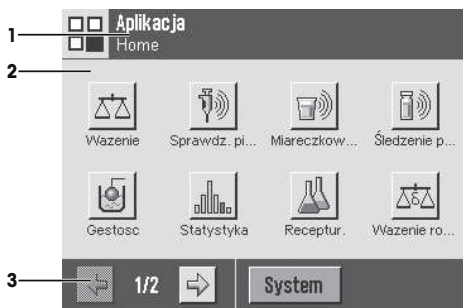 Aplikacja
1
Home
2
Wazenie
Sprawdz. pi...
Miareczkow...
Śledzenie p...
Gestosc
Statystyka
Receptur.
Wazenie ro...
3
1/2
System